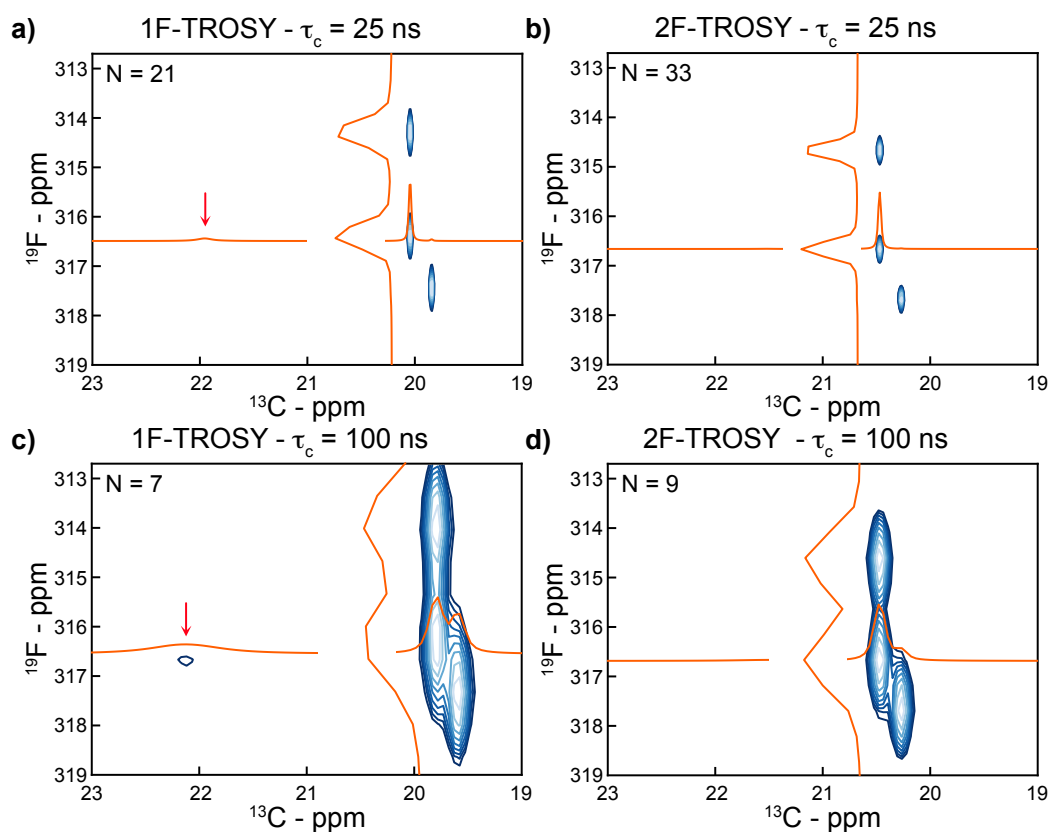 a) 1F-TROSY - τc = 25 ns
N = 21
313
314
315
316
317
318
319
¹⁹F - ppm
23 22 21 20 19
¹³C - ppm
b) 2F-TROSY - τc = 25 ns
N = 33
313
314
315
316
317
318
319
¹⁹F - ppm
23 22 21 20 19
¹³C - ppm
c) 1F-TROSY - τc = 100 ns
N = 7
313
314
315
316
317
318
319
¹⁹F - ppm
23 22 21 20 19
¹³C - ppm
d) 2F-TROSY - τc = 100 ns
N = 9
313
314
315
316
317
318
319
¹⁹F - ppm
23 22 21 20 19
¹³C - ppm